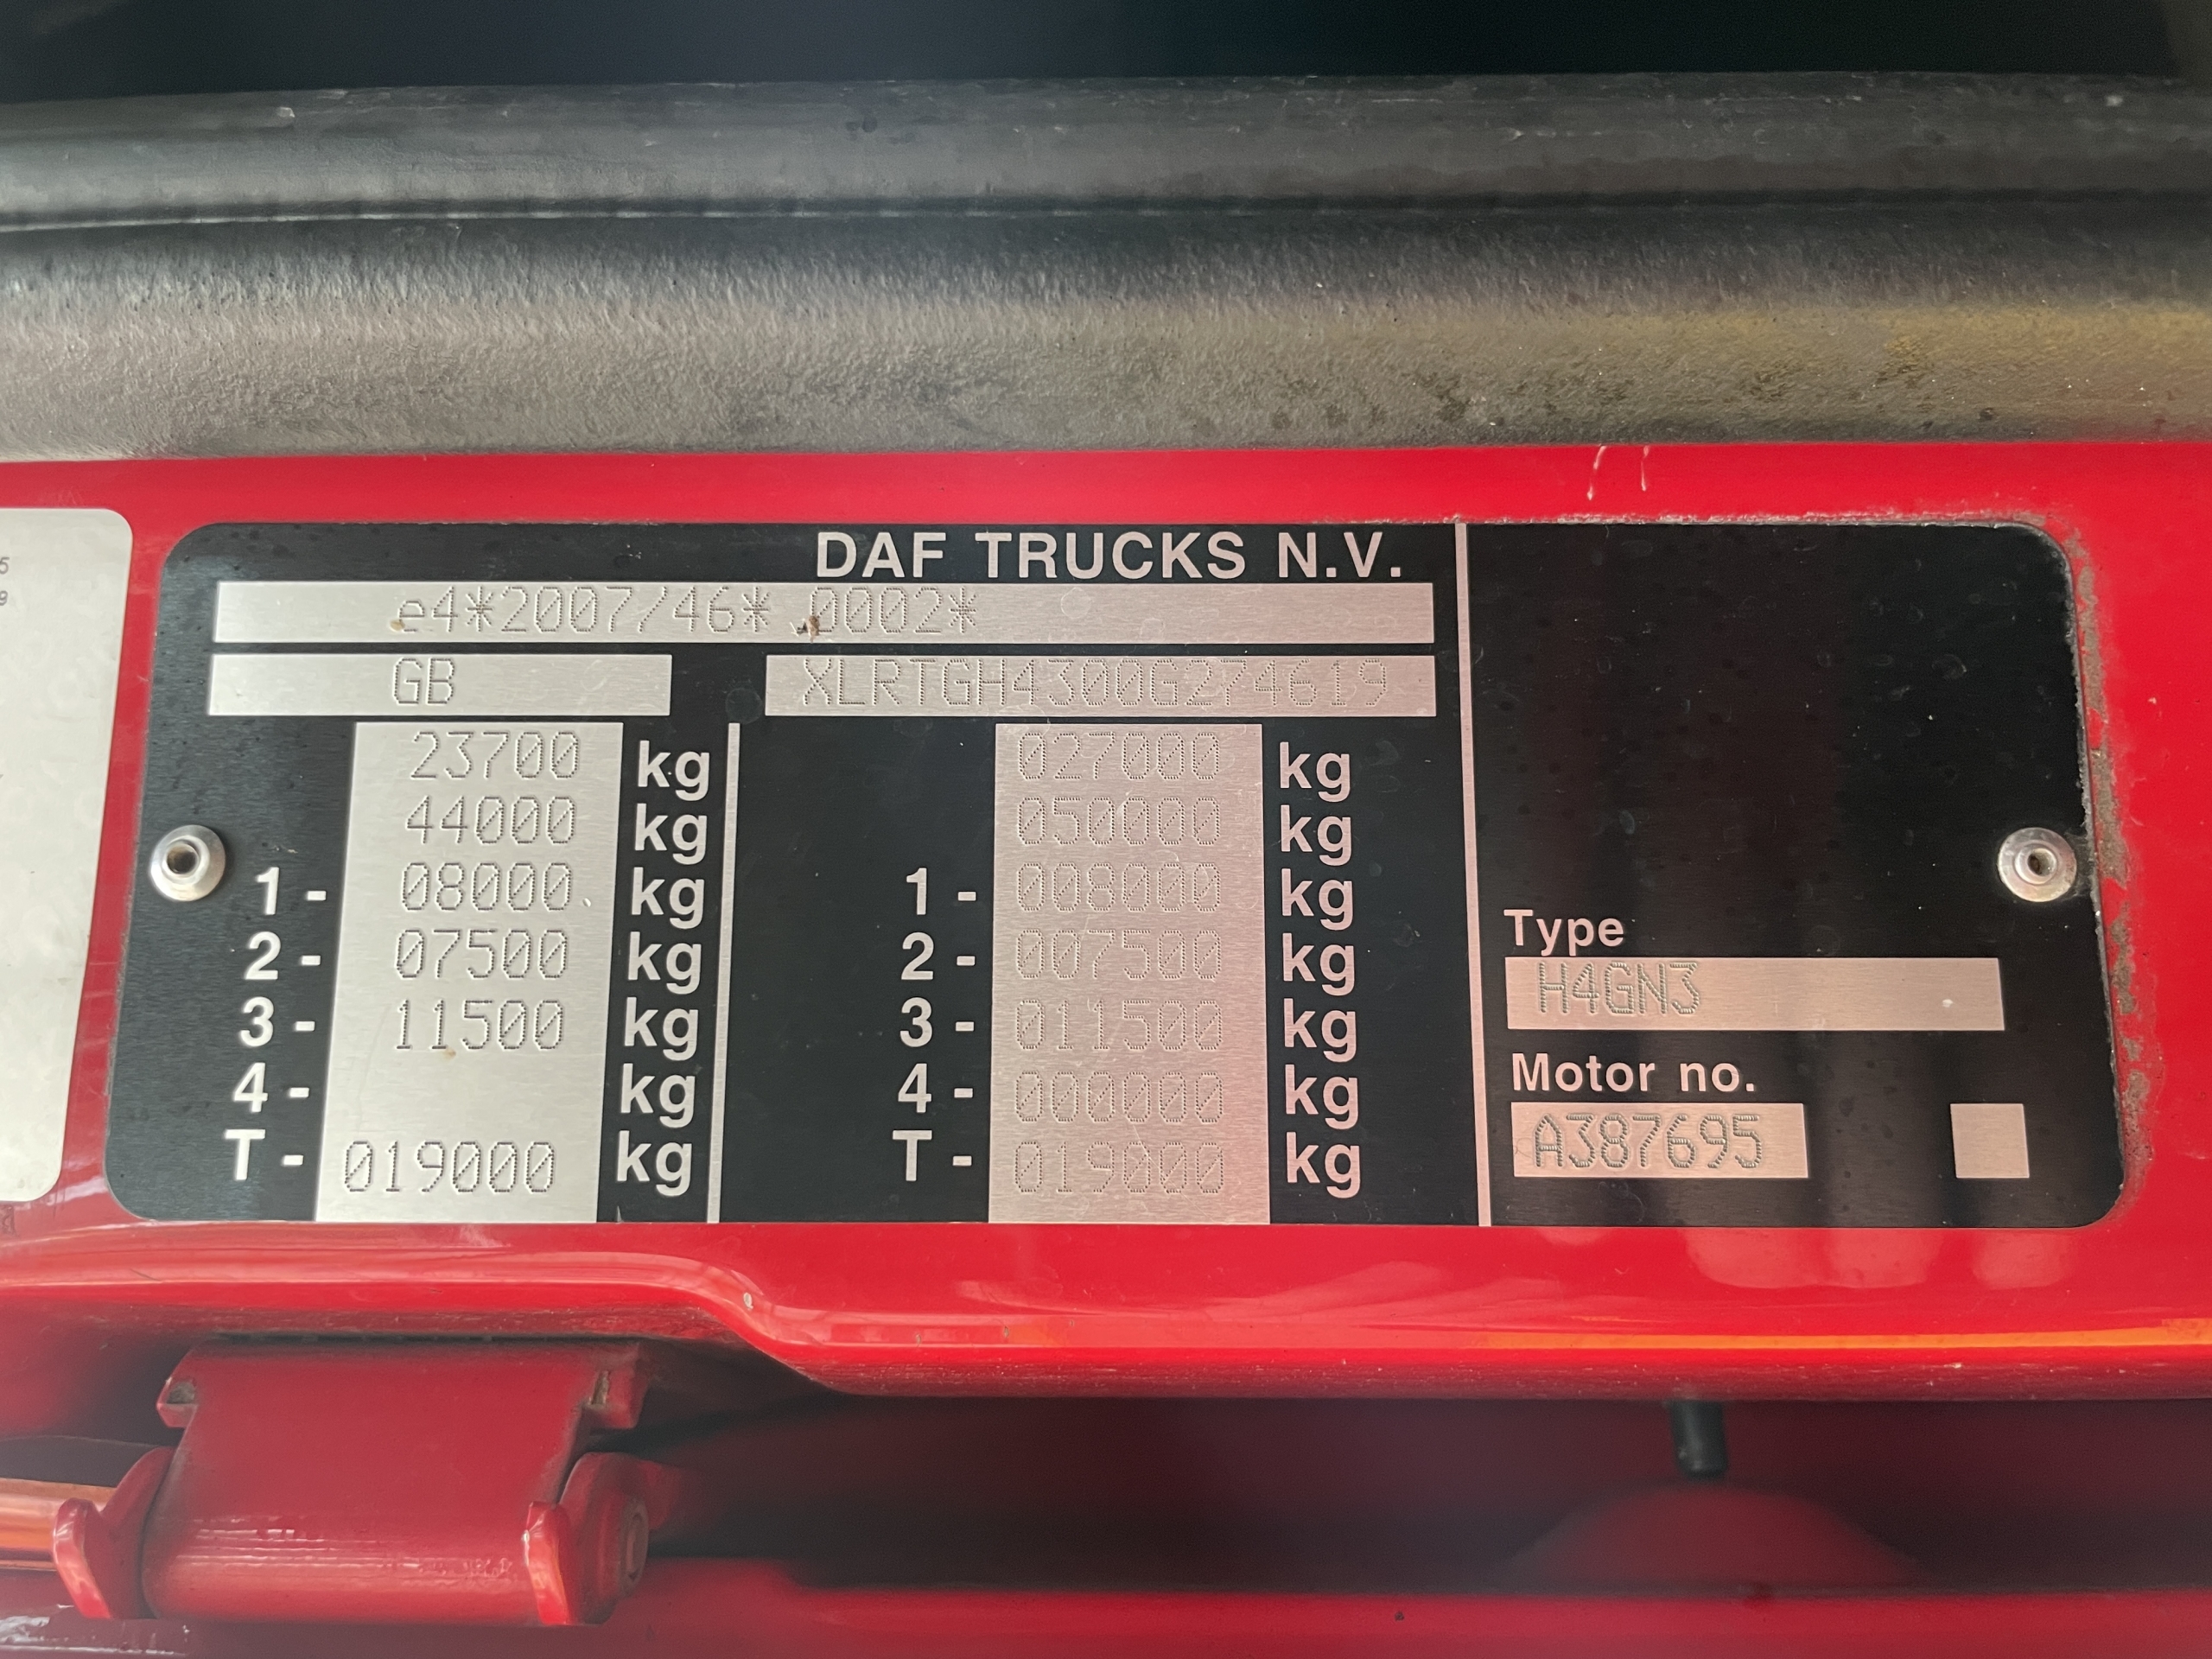 5
9
DAF TRUCKS N.V.
e4*2007/46* 0002*
GB XLRTGH4300G274619
23700 kg 027000 kg
44000 kg 050000 kg
1 - 08000 kg 1 - 008000 kg
2 - 07500 kg 2 - 007500 kg
3 - 11500 kg 3 - 011500 kg
4 - kg 4 - 000000 kg
T - 019000 kg T - 019000 kg
Type
H4GN3
Motor no.
A387695